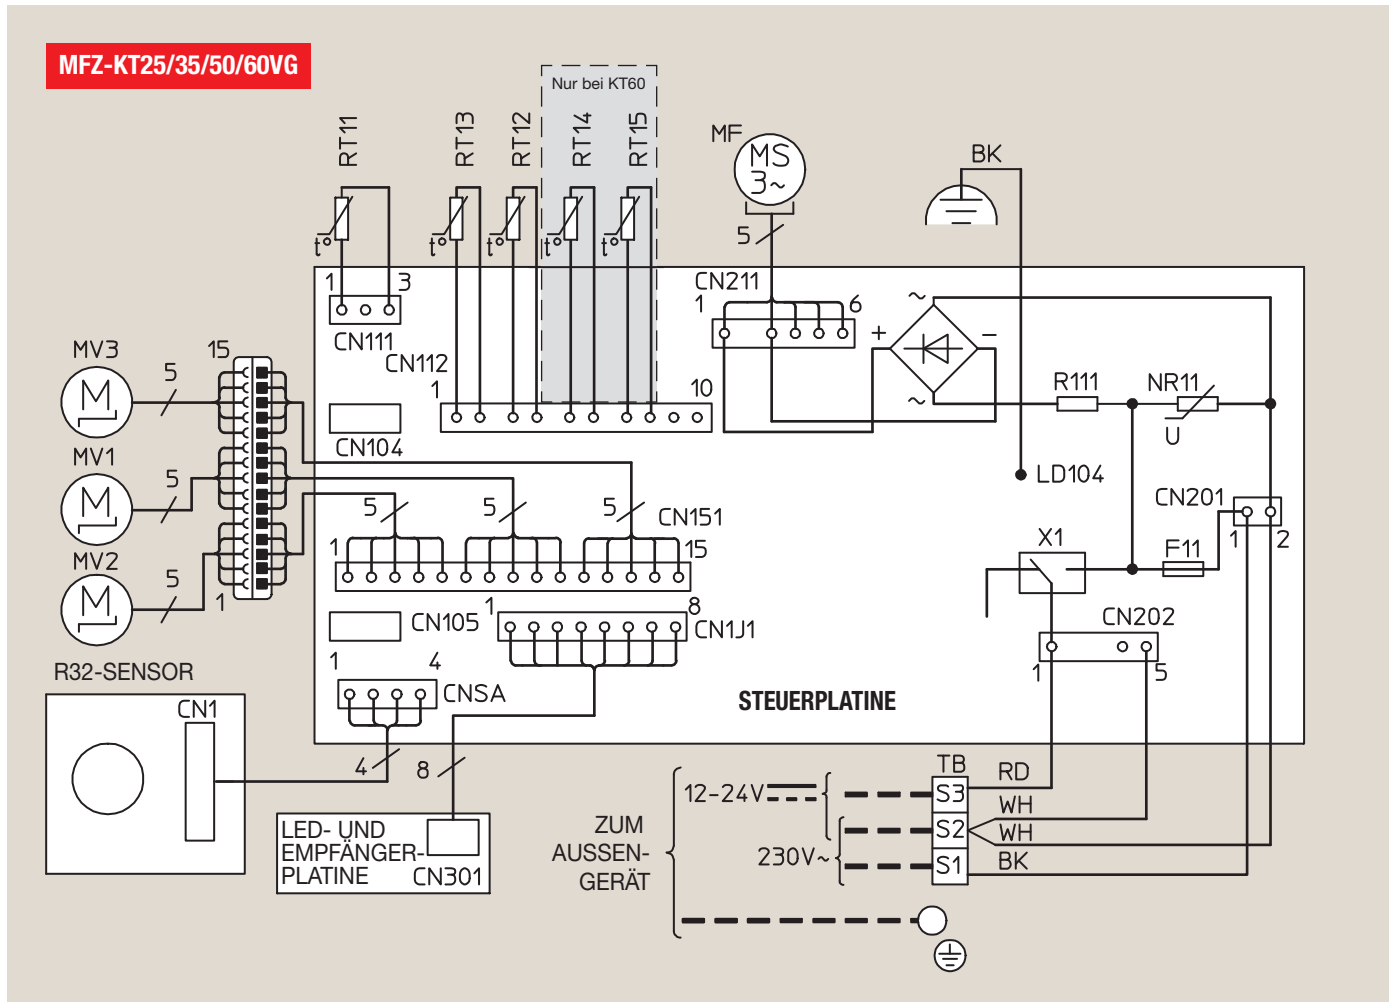 MFZ-KT25/35/50/60VG
Nur bei KT60
RT11
RT13
RT12
RT14
RT15
MF
MS
3~
BK
t°
t°
t°
t°
t°
5
1
3
CN211
1
6
~
+
−
~
CN111
CN112
1
10
MV3
15
5
R111
NR11
U
CN104
MV1
5
LD104
MV2
5
1
5
5
5
CN151
1
15
CN201
1
2
X1
F11
CN105
1
8
CN1J1
CN202
1
5
R32-SENSOR
CN1
1
4
CNSA
STEUERPLATINE
4
8
TB
12-24V
S3
RD
WH
S2
WH
230V~
S1
BK
ZUM
AUSSEN-
GERÄT
LED- UND
EMPFÄNGER-
PLATINE
CN301